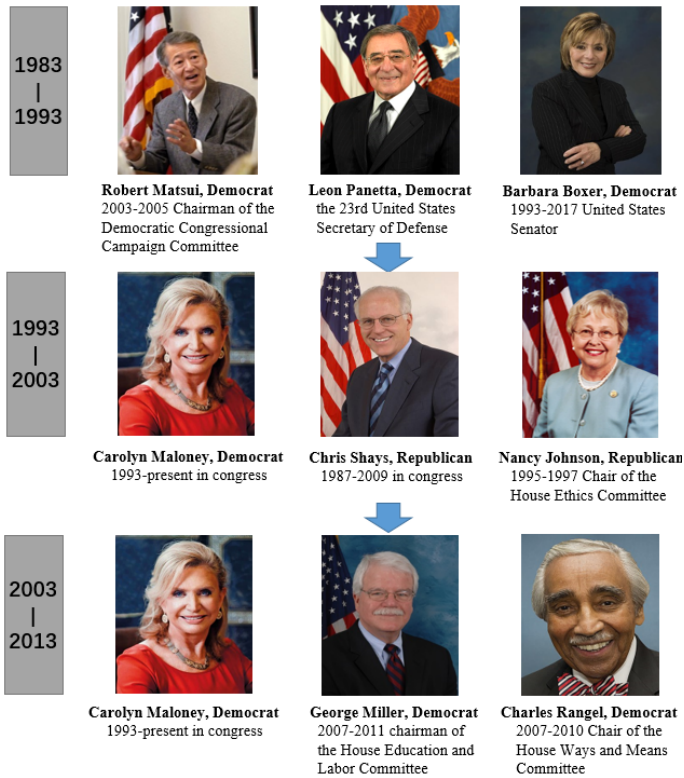 1983
|
1993
Robert Matsui, Democrat
2003-2005 Chairman of the
Democratic Congressional
Campaign Committee
Leon Panetta, Democrat
the 23rd United States
Secretary of Defense
Barbara Boxer, Democrat
1993-2017 United States
Senator
1993
|
2003
Carolyn Maloney, Democrat
1993-present in congress
Chris Shays, Republican
1987-2009 in congress
Nancy Johnson, Republican
1995-1997 Chair of the
House Ethics Committee
2003
|
2013
Carolyn Maloney, Democrat
1993-present in congress
George Miller, Democrat
2007-2011 chairman of
the House Education and
Labor Committee
Charles Rangel, Democrat
2007-2010 Chair of the
House Ways and Means
Committee